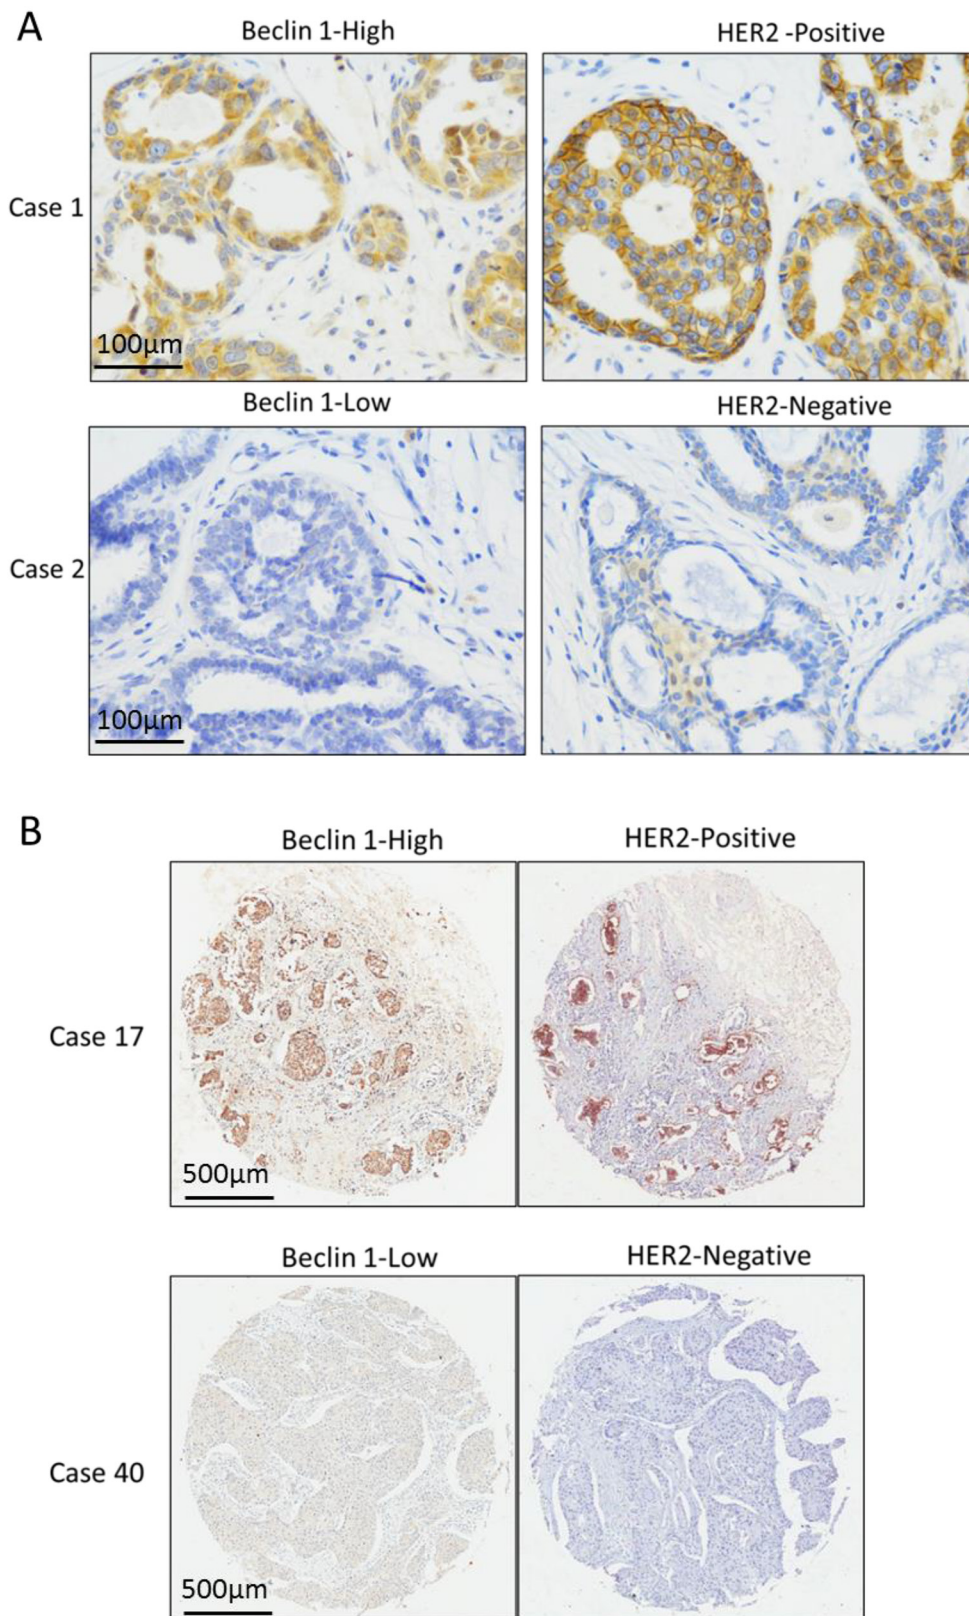 A
Beclin 1-High
HER2 -Positive
Case 1
100μm
Beclin 1-Low
HER2-Negative
Case 2
100μm
B
Beclin 1-High
HER2-Positive
Case 17
500μm
Beclin 1-Low
HER2-Negative
Case 40
500μm